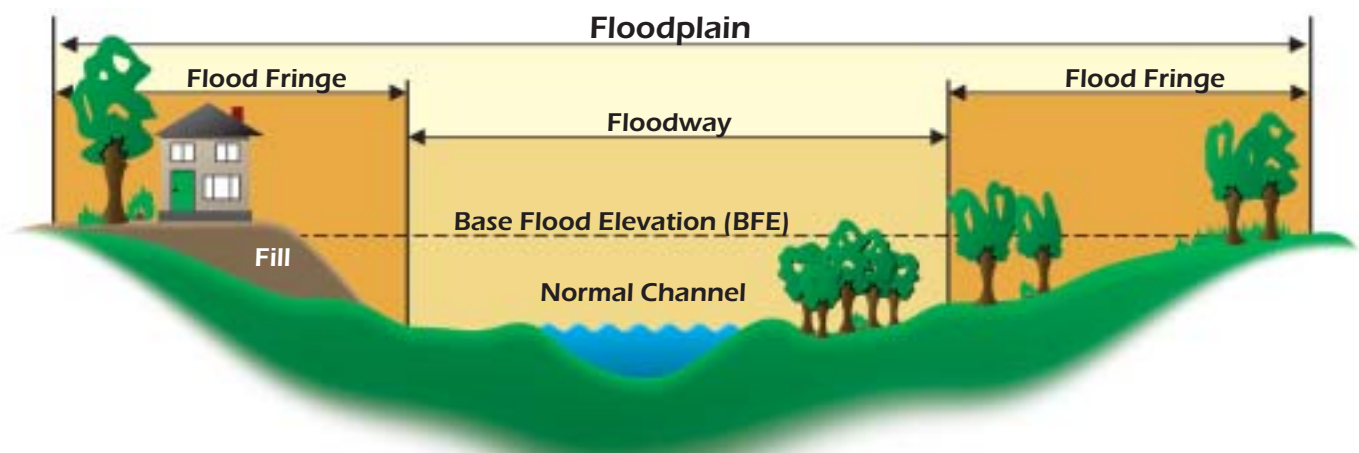 Floodplain
Flood Fringe
Flood Fringe
Floodway
Base Flood Elevation (BFE)
Fill
Normal Channel